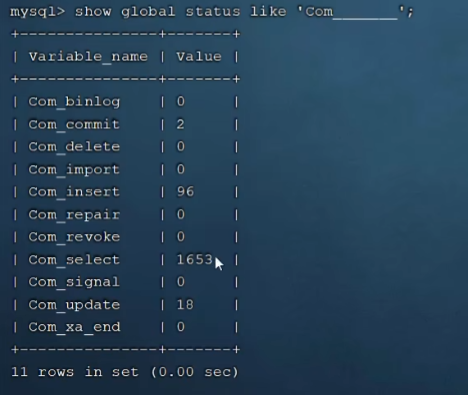 mysql> show global status like 'Com_______';
+---------------+-------+
| Variable_name | Value |
+---------------+-------+
| Com_binlog    | 0     |
| Com_commit    | 2     |
| Com_delete    | 0     |
| Com_import    | 0     |
| Com_insert    | 96    |
| Com_repair    | 0     |
| Com_revoke    | 0     |
| Com_select    | 1653  |
| Com_signal    | 0     |
| Com_update    | 18    |
| Com_xa_end    | 0     |
+---------------+-------+
11 rows in set (0.00 sec)